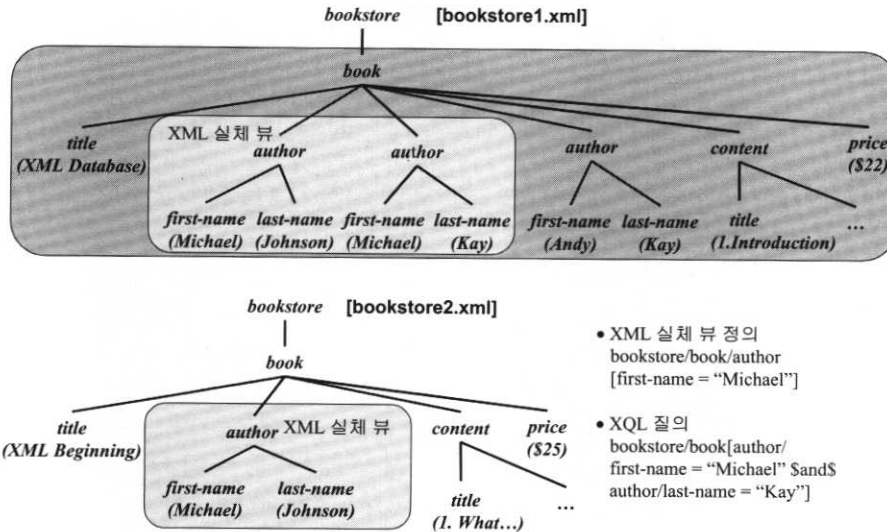 bookstore [bookstore1.xml]
book
XML 실체 뷰
title author author author content price
(XML Database) ($22)
first-name last-name first-name last-name first-name last-name title ...
(Michael) (Johnson) (Michael) (Kay) (Andy) (Kay) (1.Introduction)
bookstore [bookstore2.xml]
book
title author XML 실체 뷰 content price
(XML Beginning) ($25)
first-name last-name title ...
(Michael) (Johnson) (1. What...)
• XML 실체 뷰 정의
bookstore/book/author
[first-name = “Michael”]
• XQL 질의
bookstore/book[author/
first-name = “Michael” $and$
author/last-name = “Kay”]